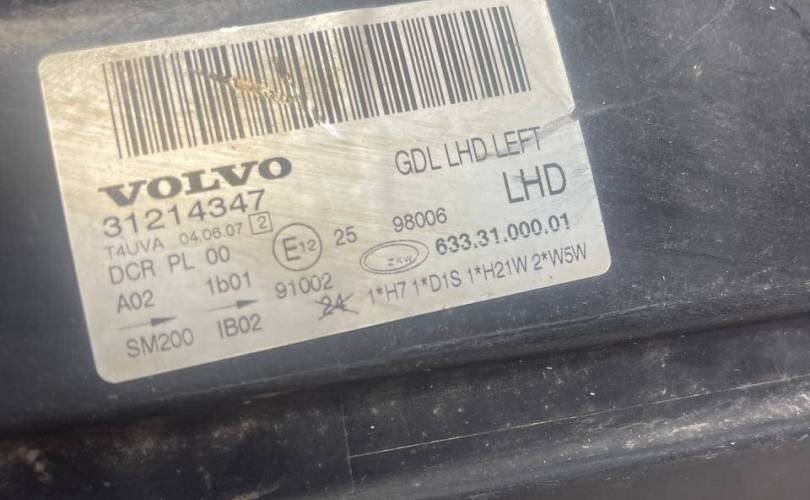 VOLVO
GDL LHD LEFT
31214347
LHD
T4UVA 04.06.07 2
DCR PL 00
E12 25 98006
A02 1b01 91002
ZKW 633.31.000.01
SM200 IB02
24 1*H7 1*D1S 1*H21W 2*W5W